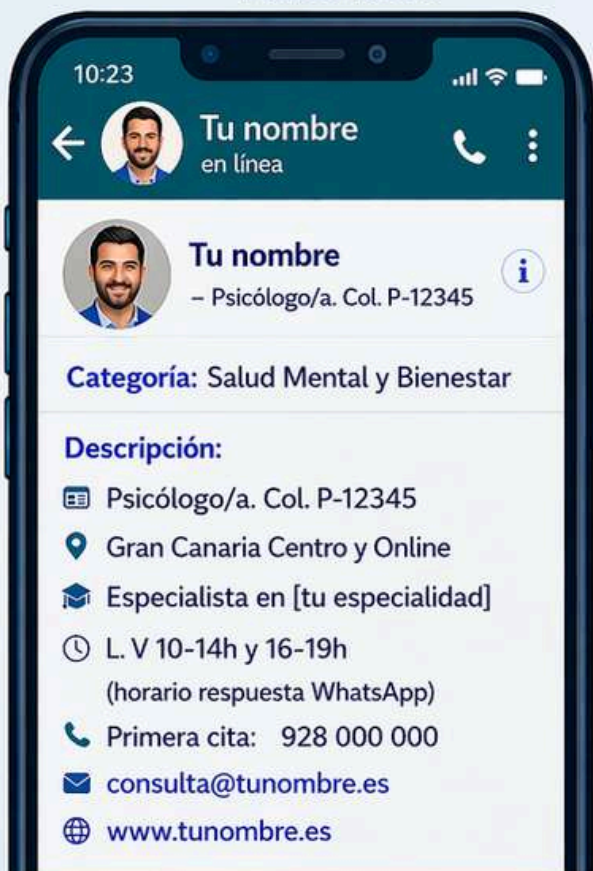 10:23
Tu nombre
en línea
Tu nombre
– Psicólogo/a. Col. P-12345
i
Categoría: Salud Mental y Bienestar
Descripción:
Psicólogo/a. Col. P-12345
Gran Canaria Centro y Online
Especialista en [tu especialidad]
L. V 10-14h y 16-19h
(horario respuesta WhatsApp)
Primera cita: 928 000 000
consulta@tunombre.es
www.tunombre.es